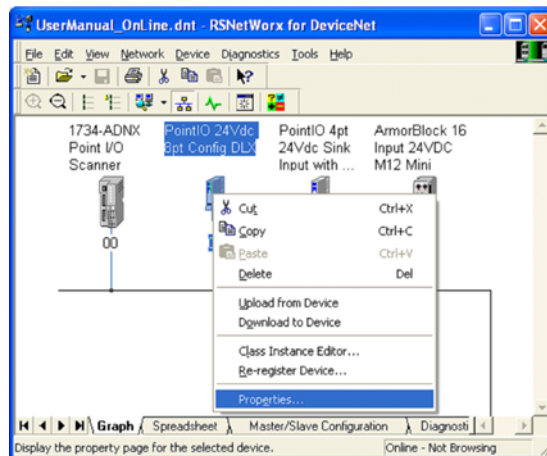 UserManual_OnLine.dnt - RSNetWorx for DeviceNet
File Edit View Network Device Diagnostics Tools Help
1734-ADNX
Point I/O
Scanner
PointIO 24Vdc
8pt Config DLX
PointIO 4pt
24Vdc Sink
Input with ...
ArmorBlock 16
Input 24VDC
M12 Mini
00
Cut Ctrl+X
Copy Ctrl+C
Paste Ctrl+V
Delete Del
Upload from Device
Download to Device
Class Instance Editor...
Re-register Device...
Properties...
Graph Spreadsheet Master/Slave Configuration Diagnosti
Display the property page for the selected device. Online - Not Browsing